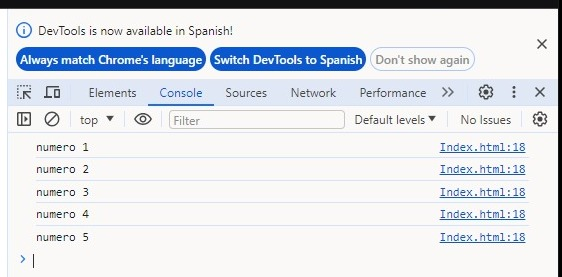 DevTools is now available in Spanish!
Always match Chrome's language Switch DevTools to Spanish Don't show again
Elements Console Sources Network Performance
top Filter Default levels No Issues
numero 1 Index.html:18
numero 2 Index.html:18
numero 3 Index.html:18
numero 4 Index.html:18
numero 5 Index.html:18